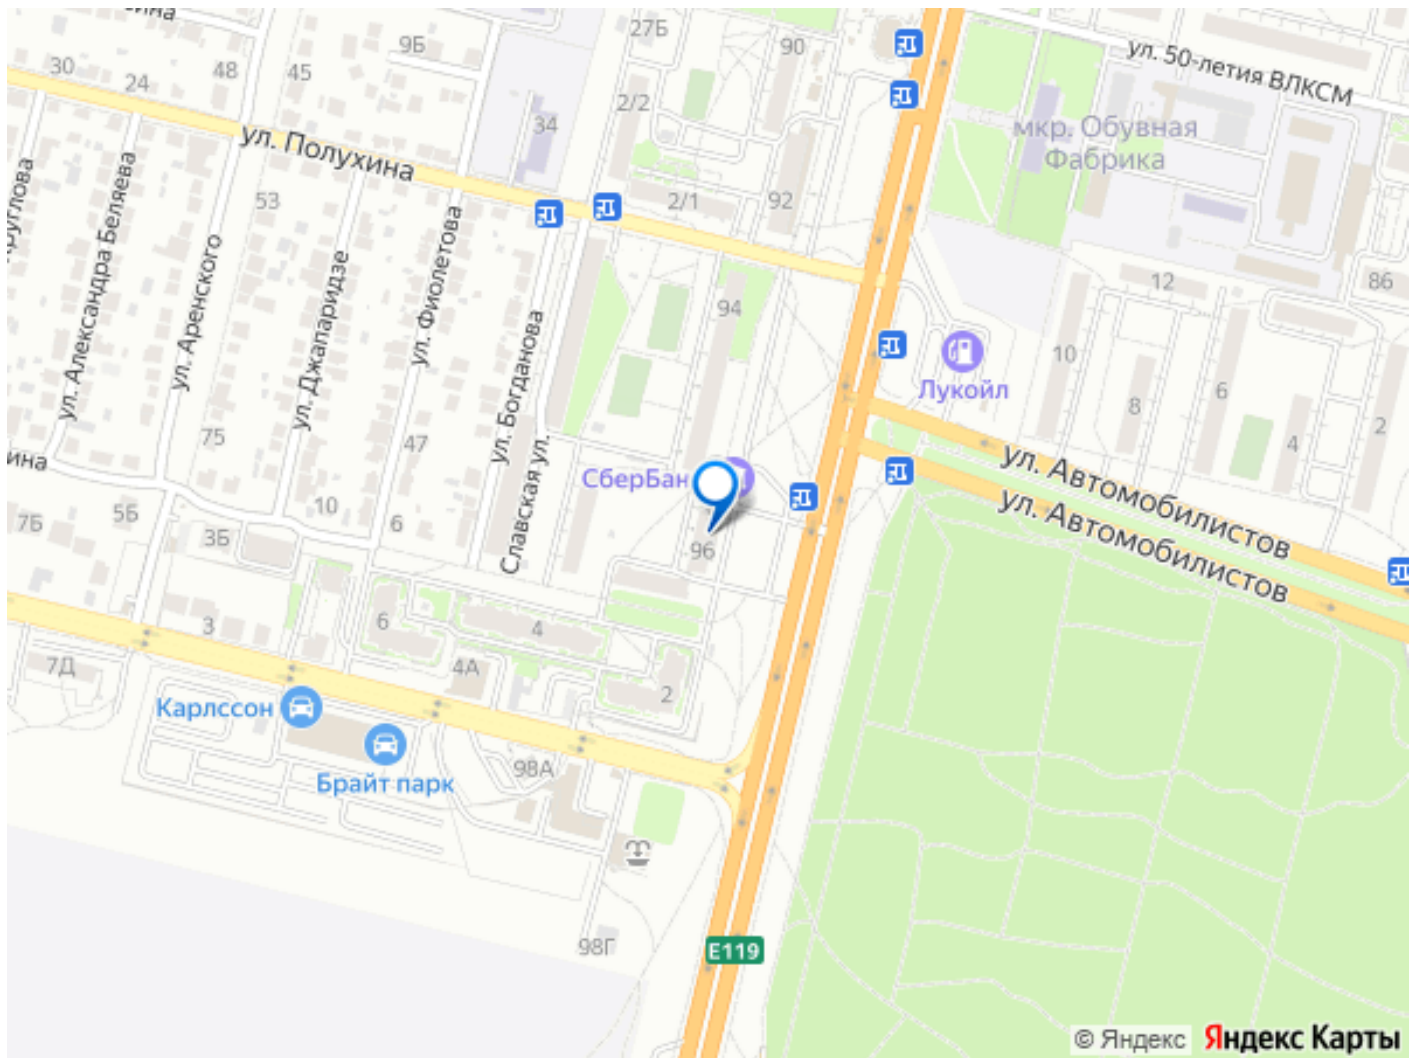 27Б
90
9Б
ул. 50-летия ВЛКСМ
30
24
48
45
2/2
34
мкр. Обувная
Фабрика
ул. Полухина
53
2/1
92
ул. Александра Беляева
ул. Аренского
ул. Джапаридзе
ул. Фиолетова
ул. Богданова
Славская ул.
94
12
86
10
Лукойл
6
8
4
2
75
47
СберБан
ул. Автомобилистов
ул. Автомобилистов
7Б
5Б
3Б
10
6
96
3
6
4
7Д
4А
2
Карлссон
Брайт парк
98А
98Г
E119
© Яндекс
Яндекс Карты